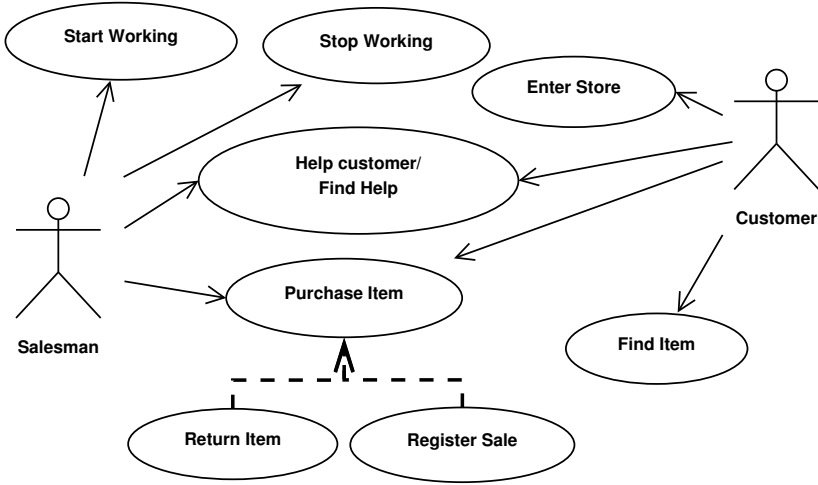 Start Working
Stop Working
Enter Store
Help customer/
Find Help
Customer
Purchase Item
Salesman
Find Item
Return Item
Register Sale